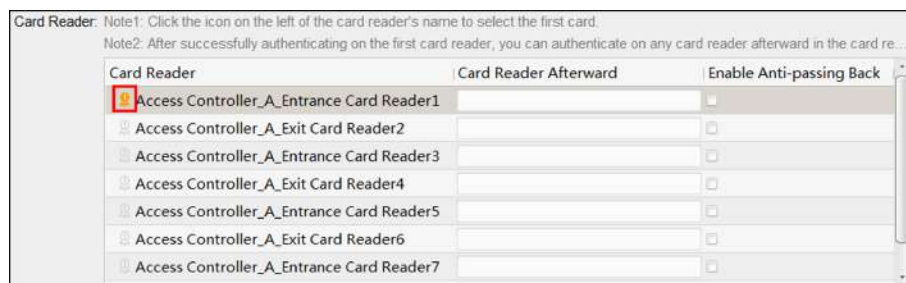 Card Reader: Note1: Click the icon on the left of the card reader's name to select the first card.
Note2: After successfully authenticating on the first card reader, you can authenticate on any card reader afterward in the card re...
Card Reader Card Reader Afterward Enable Anti-passing Back
Access Controller_A_Entrance Card Reader1
Access Controller_A_Exit Card Reader2
Access Controller_A_Entrance Card Reader3
Access Controller_A_Exit Card Reader4
Access Controller_A_Entrance Card Reader5
Access Controller_A_Exit Card Reader6
Access Controller_A_Entrance Card Reader7